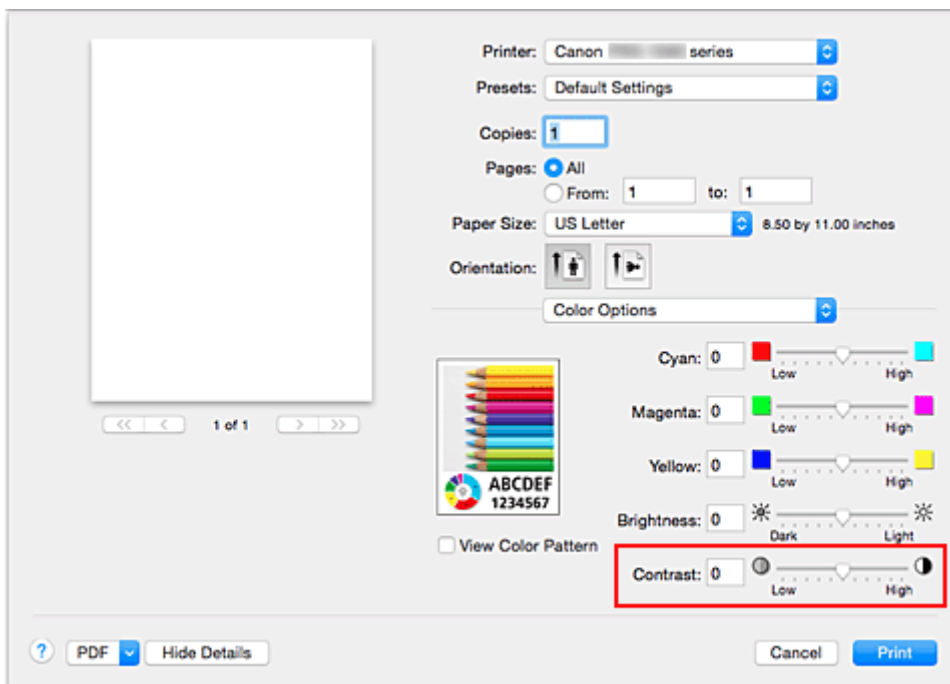 Printer: Canon series
Presets: Default Settings
Copies: 1
Pages: All
From: 1 to: 1
Paper Size: US Letter 8.50 by 11.00 inches
Orientation:
Color Options
<< < 1 of 1 > >>
Cyan: 0
Low High
Magenta: 0
Low High
Yellow: 0
Low High
ABCDEF
1234567
Brightness: 0
Dark Light
View Color Pattern
Contrast: 0
Low High
? PDF Hide Details Cancel Print